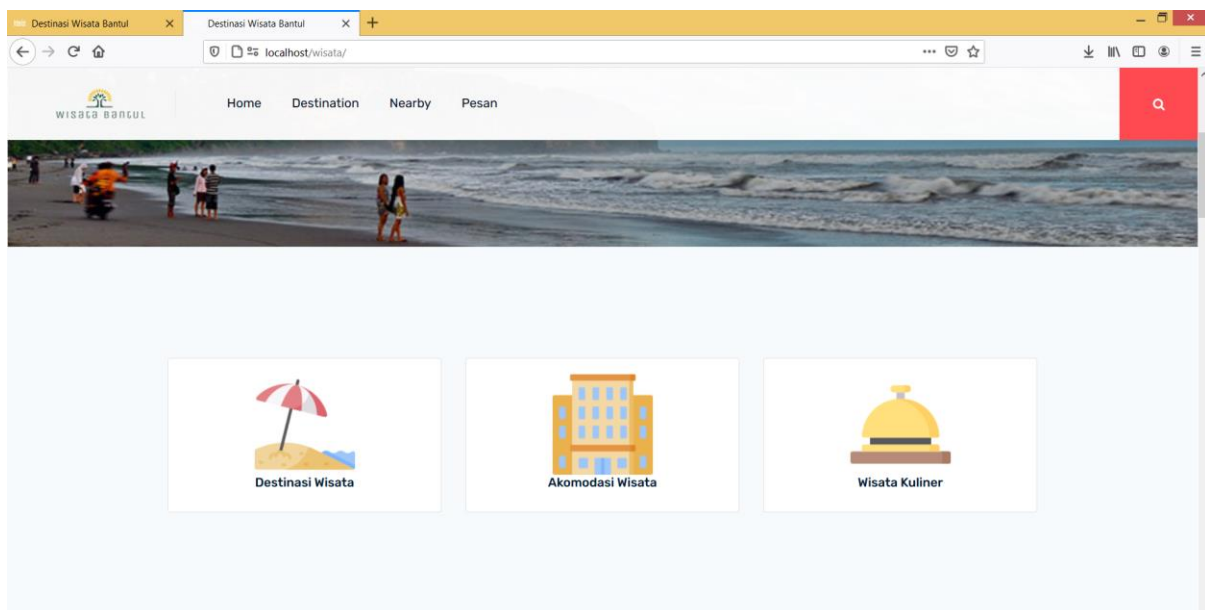 Destinasi Wisata Bantul
Destinasi Wisata Bantul
localhost/wisata/
WISATA BANTUL
Home Destination Nearby Pesan
Destinasi Wisata
Akomodasi Wisata
Wisata Kuliner